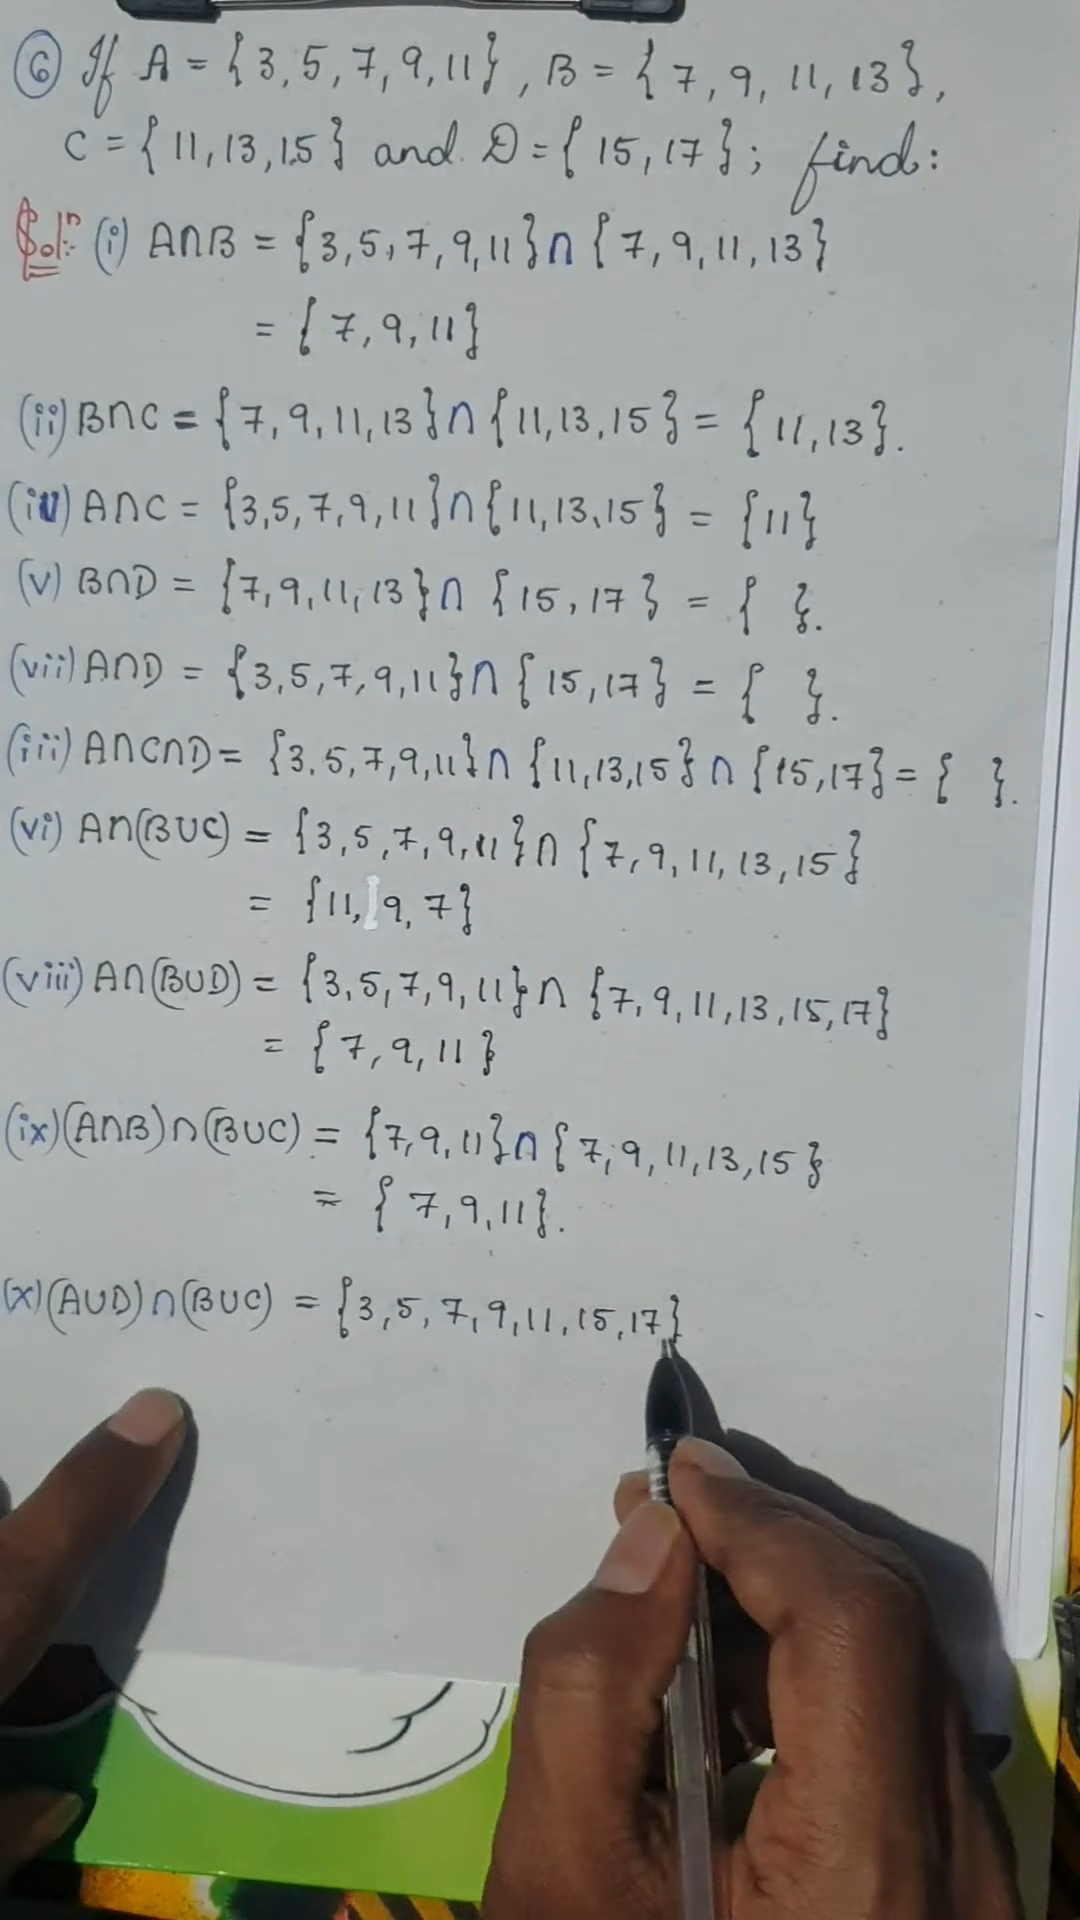 ⑥ If A = {3, 5, 7, 9, 11}, B = {7, 9, 11, 13},
C = {11, 13, 15} and D = {15, 17}; find:
Solⁿ: (i) A∩B = {3, 5, 7, 9, 11} ∩ {7, 9, 11, 13}
= {7, 9, 11}
(ii) B∩C = {7, 9, 11, 13} ∩ {11, 13, 15} = {11, 13}.
(iv) A∩C = {3, 5, 7, 9, 11} ∩ {11, 13, 15} = {11}
(v) B∩D = {7, 9, 11, 13} ∩ {15, 17} = { }.
(vii) A∩D = {3, 5, 7, 9, 11} ∩ {15, 17} = { }.
(iii) A∩C∩D = {3, 5, 7, 9, 11} ∩ {11, 13, 15} ∩ {15, 17} = { }.
(vi) A∩(B∪C) = {3, 5, 7, 9, 11} ∩ {7, 9, 11, 13, 15}
= {11, 9, 7}
(viii) A∩(B∪D) = {3, 5, 7, 9, 11} ∩ {7, 9, 11, 13, 15, 17}
= {7, 9, 11}
(ix) (A∩B)∩(B∪C) = {7, 9, 11} ∩ {7, 9, 11, 13, 15}
= {7, 9, 11}.
(x) (A∪D)∩(B∪C) = {3, 5, 7, 9, 11, 15, 17}